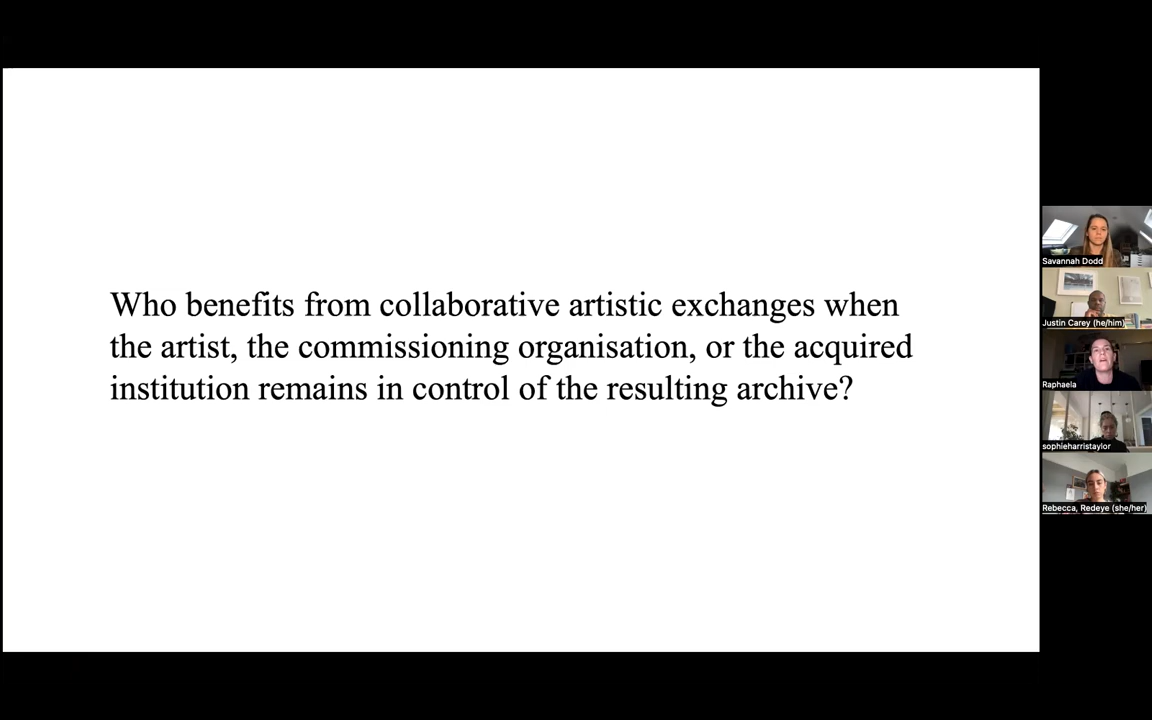 Who benefits from collaborative artistic exchanges when
the artist, the commissioning organisation, or the acquired
institution remains in control of the resulting archive?
Savannah Dodd
Justin Carey (he/him)
Raphaela
sophieharristaylor
Rebecca, Redeye (she/her)